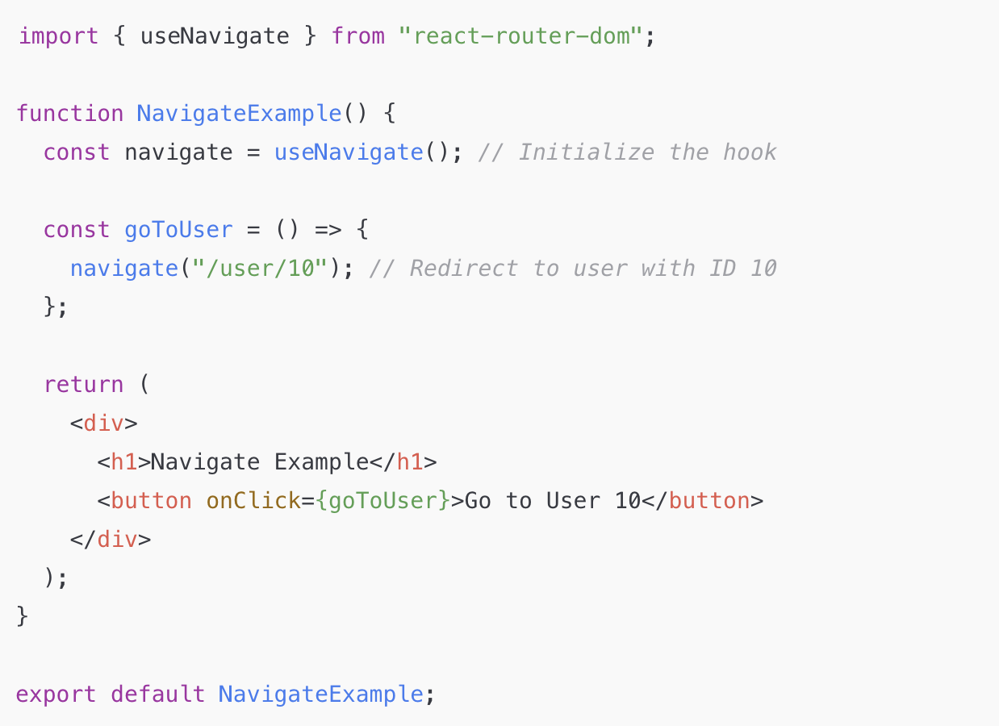 import { useNavigate } from "react-router-dom";

function NavigateExample() {
  const navigate = useNavigate(); // Initialize the hook

  const goToUser = () => {
    navigate("/user/10"); // Redirect to user with ID 10
  };

  return (
    <div>
      <h1>Navigate Example</h1>
      <button onClick={goToUser}>Go to User 10</button>
    </div>
  );
}

export default NavigateExample;